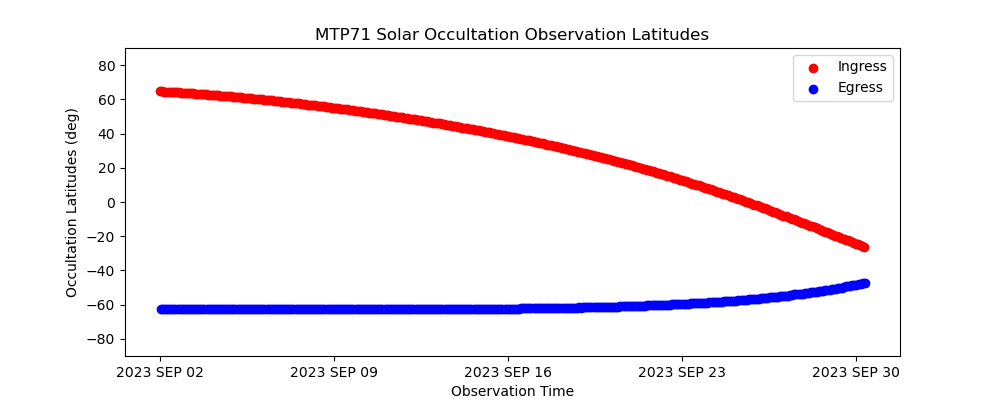 MTP71 Solar Occultation Observation Latitudes
Ingress
Egress
Occultation Latitudes (deg)
80
60
40
20
0
−20
−40
−60
−80
2023 SEP 02
2023 SEP 09
2023 SEP 16
2023 SEP 23
2023 SEP 30
Observation Time